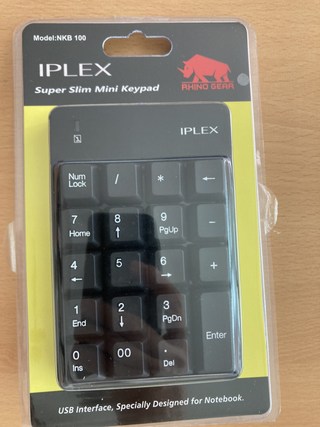 Model:NKB 100
IPLEX
Super Slim Mini Keypad
RHINO GEAR
IPLEX
Num Lock / * ←
7 Home 8 ↑ 9 PgUp −
4 ← 5 6 → +
1 End 2 ↓ 3 PgDn Enter
0 Ins 00 . Del
USB Interface, Specially Designed for Notebook.